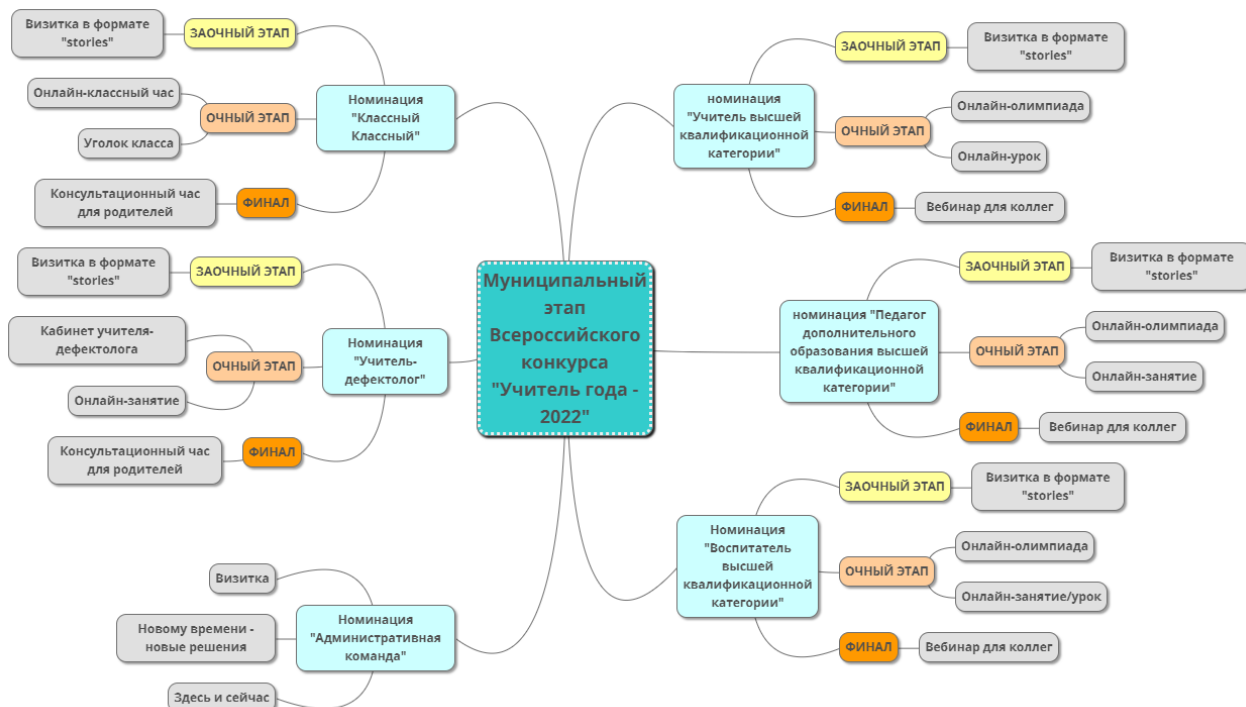 Муниципальный
этап
Всероссийского
конкурса
"Учитель года -
2022"
Номинация
"Классный
Классный"
ЗАОЧНЫЙ ЭТАП
Визитка в формате
"stories"
ОЧНЫЙ ЭТАП
Онлайн-классный час
Уголок класса
ФИНАЛ
Консультационный час
для родителей
Номинация
"Учитель-
дефектолог"
ЗАОЧНЫЙ ЭТАП
Визитка в формате
"stories"
ОЧНЫЙ ЭТАП
Кабинет учителя-
дефектолога
Онлайн-занятие
ФИНАЛ
Консультационный час
для родителей
Номинация
"Административная
команда"
Визитка
Новому времени -
новые решения
Здесь и сейчас
номинация
"Учитель высшей
квалификационной
категории"
ЗАОЧНЫЙ ЭТАП
Визитка в формате
"stories"
ОЧНЫЙ ЭТАП
Онлайн-олимпиада
Онлайн-урок
ФИНАЛ
Вебинар для коллег
номинация "Педагог
дополнительного
образования высшей
квалификационной
категории"
ЗАОЧНЫЙ ЭТАП
Визитка в формате
"stories"
ОЧНЫЙ ЭТАП
Онлайн-олимпиада
Онлайн-занятие
ФИНАЛ
Вебинар для коллег
Номинация
"Воспитатель
высшей
квалификационной
категории"
ЗАОЧНЫЙ ЭТАП
Визитка в формате
"stories"
ОЧНЫЙ ЭТАП
Онлайн-олимпиада
Онлайн-занятие/урок
ФИНАЛ
Вебинар для коллег